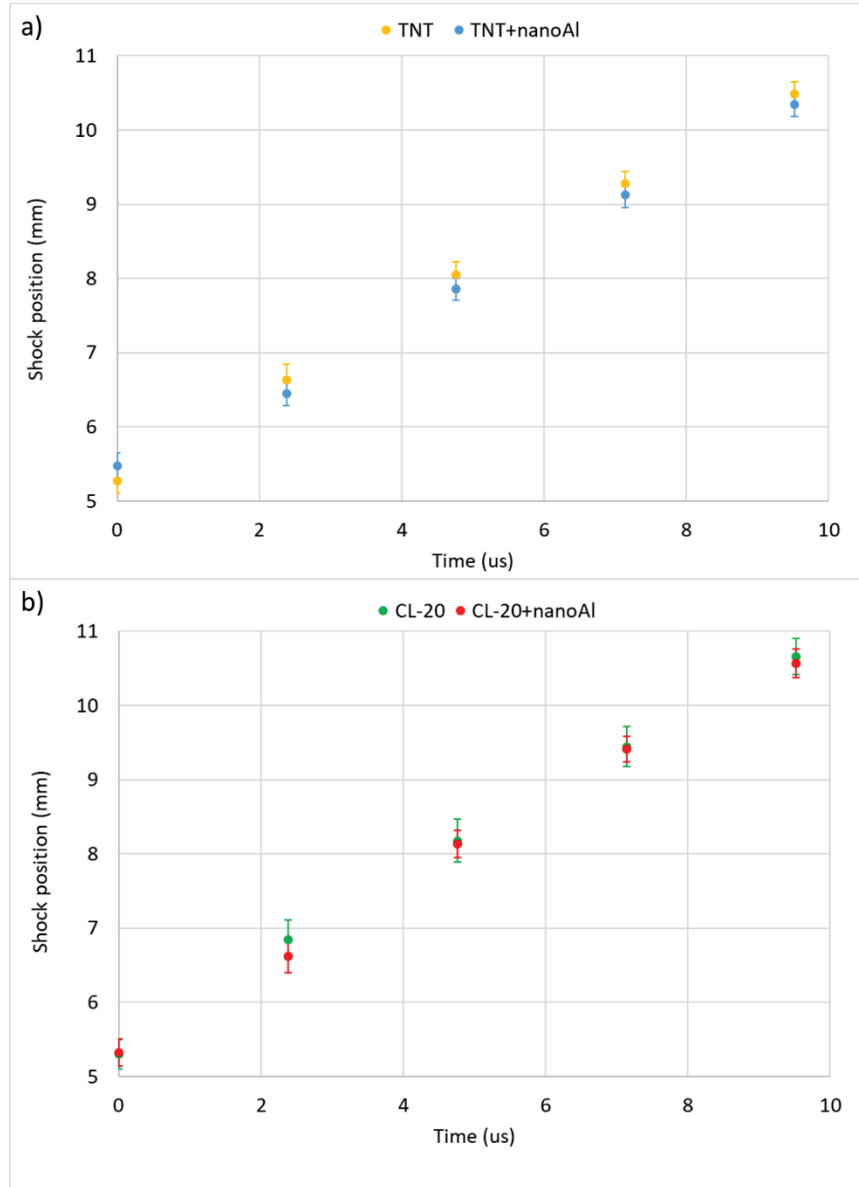 a)
TNT TNT+nanoAl
11
10
9
8
7
6
5
0 2 4 6 8 10
Shock position (mm)
Time (us)
b)
CL-20 CL-20+nanoAl
11
10
9
8
7
6
5
0 2 4 6 8 10
Shock position (mm)
Time (us)